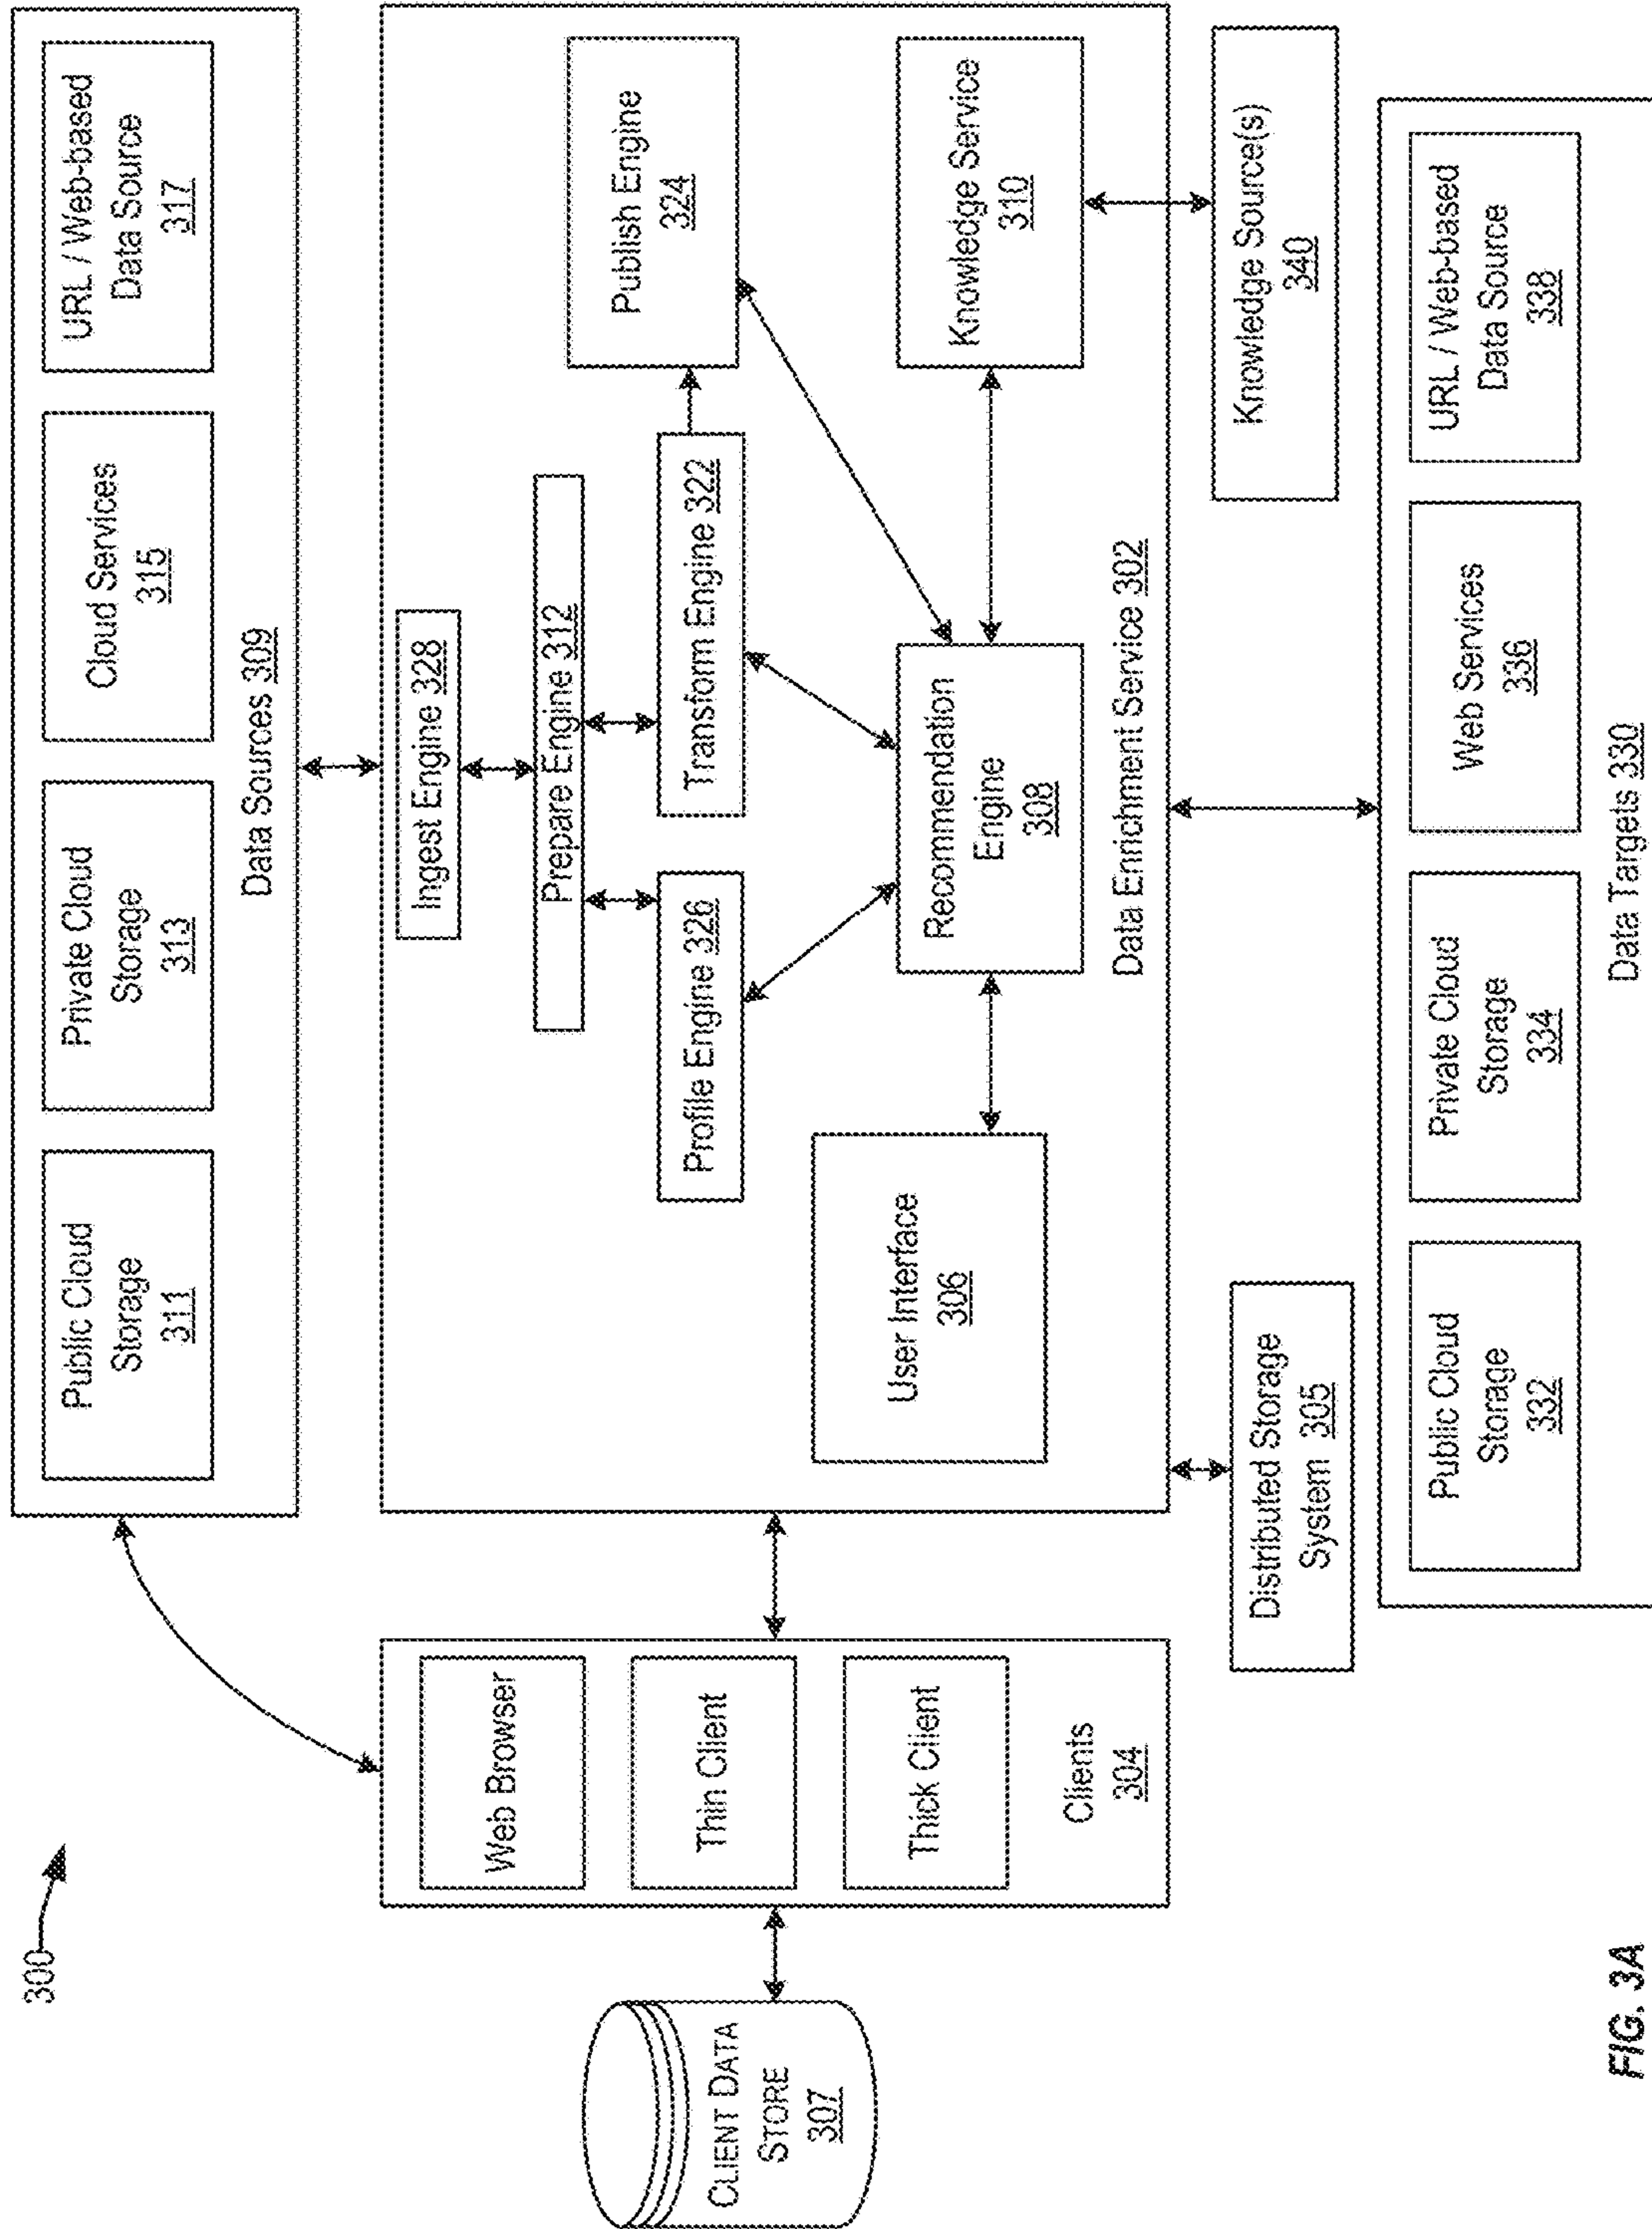 300
Public Cloud
Storage
311
Private Cloud
Storage
313
Cloud Services
315
URL / Web-based
Data Source
317
Data Sources 309
CLIENT DATA
STORE
307
Web Browser
Thin Client
Thick Client
Clients
304
Ingest Engine 328
Prepare Engine 312
Profile Engine 326
Transform Engine 322
Publish Engine
324
User Interface
306
Recommendation
Engine
308
Knowledge Service
310
Data Enrichment Service 302
Distributed Storage
System 305
Knowledge Source(s)
340
Public Cloud
Storage
332
Private Cloud
Storage
334
Web Services
336
URL / Web-based
Data Source
338
Data Targets 330
FIG. 3A